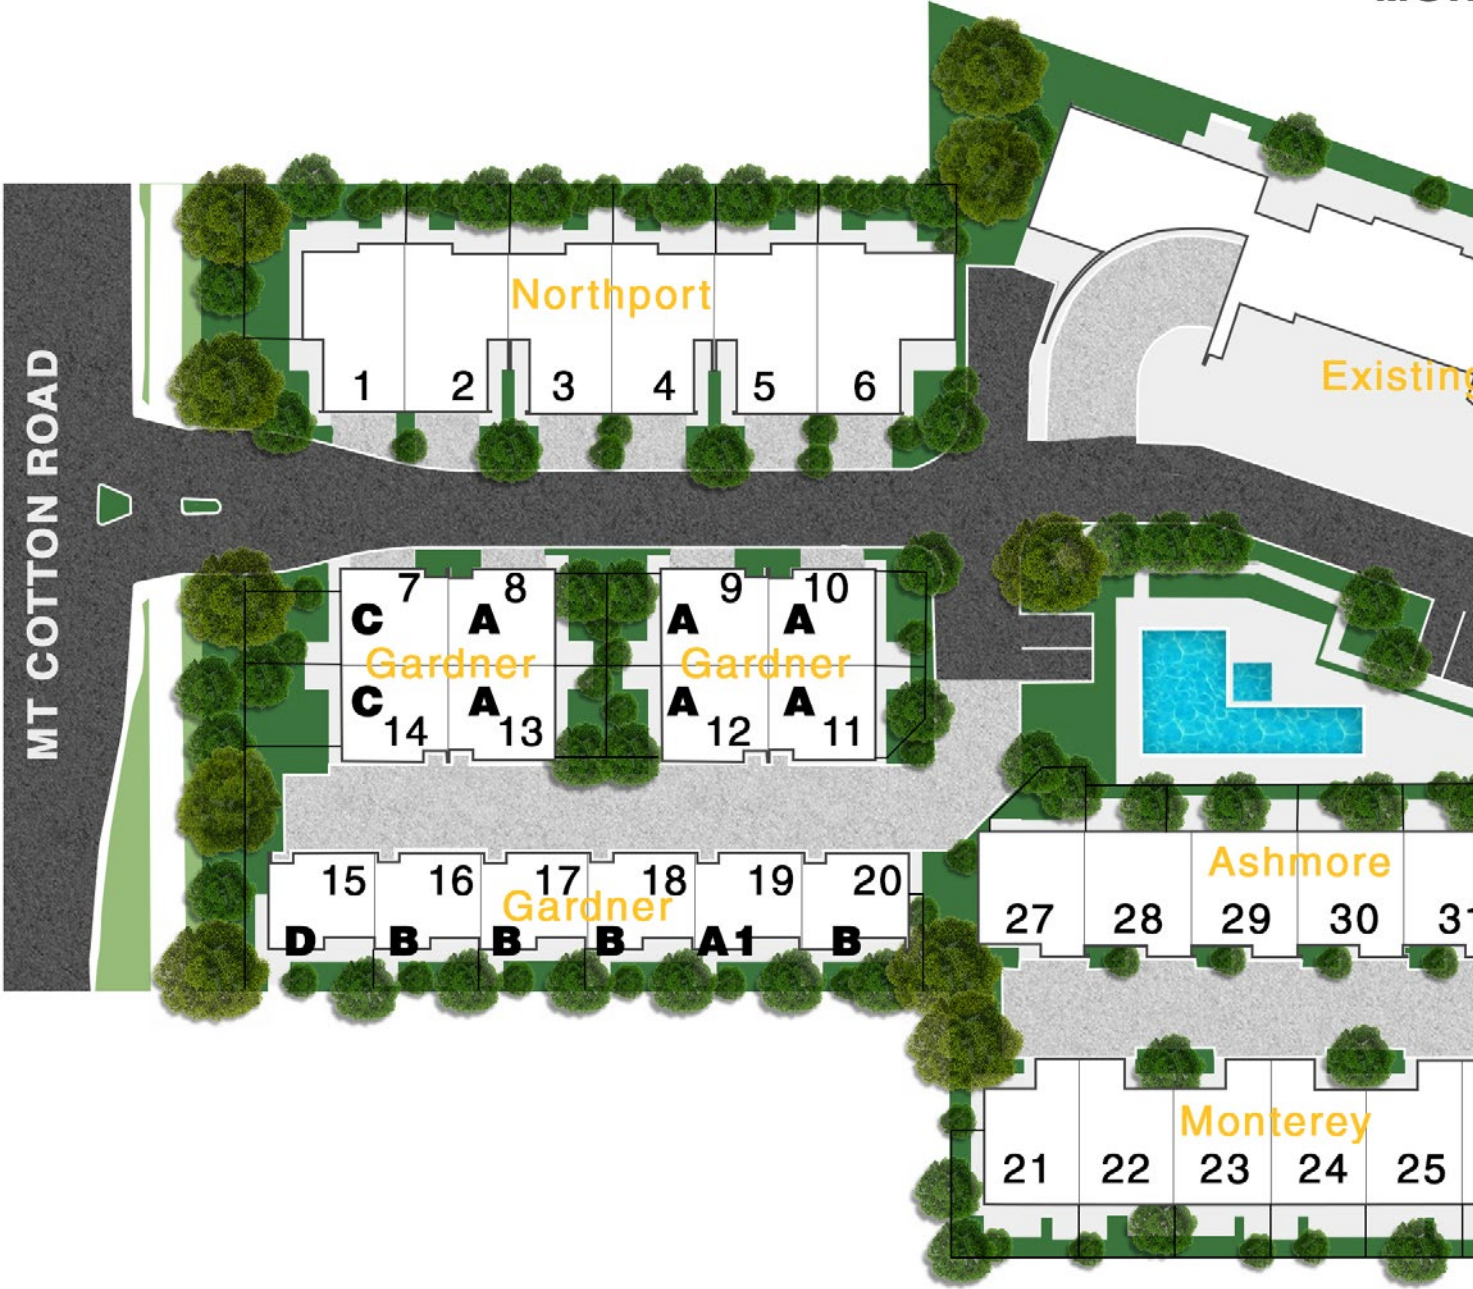 Northport
1 2 3 4 5 6
Existing
MT COTTON ROAD
7 8 9 10
C A A A
Gardner Gardner
C A A A
14 13 12 11
15 16 17 18 19 20
Gardner
D B B B A1 B
Ashmore
27 28 29 30 31
Monterey
21 22 23 24 25